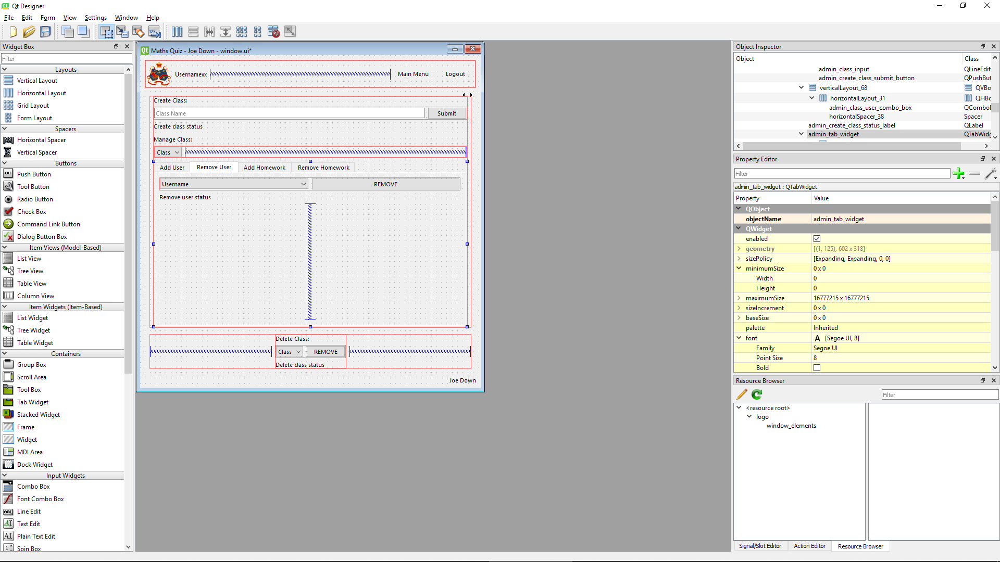 Qt Designer
File Edit Form View Settings Window Help
Widget Box
Filter
Layouts
Vertical Layout
Horizontal Layout
Grid Layout
Form Layout
Spacers
Horizontal Spacer
Vertical Spacer
Buttons
Push Button
Tool Button
Radio Button
Check Box
Command Link Button
Dialog Button Box
Item Views (Model-Based)
List View
Tree View
Table View
Column View
Item Widgets (Item-Based)
List Widget
Tree Widget
Table Widget
Containers
Group Box
Scroll Area
Tool Box
Tab Widget
Stacked Widget
Frame
Widget
MDI Area
Dock Widget
Input Widgets
Combo Box
Font Combo Box
Line Edit
Text Edit
Plain Text Edit
Spin Box
Maths Quiz - Joe Down - window.ui*
Usernamexx Main Menu Logout
Create Class:
Class Name Submit
Create class status
Manage Class:
Class
Add User Remove User Add Homework Remove Homework
Username REMOVE
Remove user status
Delete Class:
Class REMOVE
Delete class status
Joe Down
Object Inspector
Object Class
admin_class_input QLineEdit
admin_create_class_submit_button QPushBut
verticalLayout_68 QVBo
horizontalLayout_31 QHBo
admin_class_user_combo_box QCombo
horizontalSpacer_38 Spacer
admin_create_class_status_label QLabel
admin_tab_widget QTabWidg
Property Editor
Filter
admin_tab_widget : QTabWidget
Property Value
QObject
objectName admin_tab_widget
QWidget
enabled
geometry [(1, 125), 602 x 318]
sizePolicy [Expanding, Expanding, 0, 0]
minimumSize 0 x 0
Width 0
Height 0
maximumSize 16777215 x 16777215
sizeIncrement 0 x 0
baseSize 0 x 0
palette Inherited
font A [Segoe UI, 8]
Family Segoe UI
Point Size 8
Bold
Resource Browser
Filter
<resource root>
logo
window_elements
Signal/Slot Editor Action Editor Resource Browser